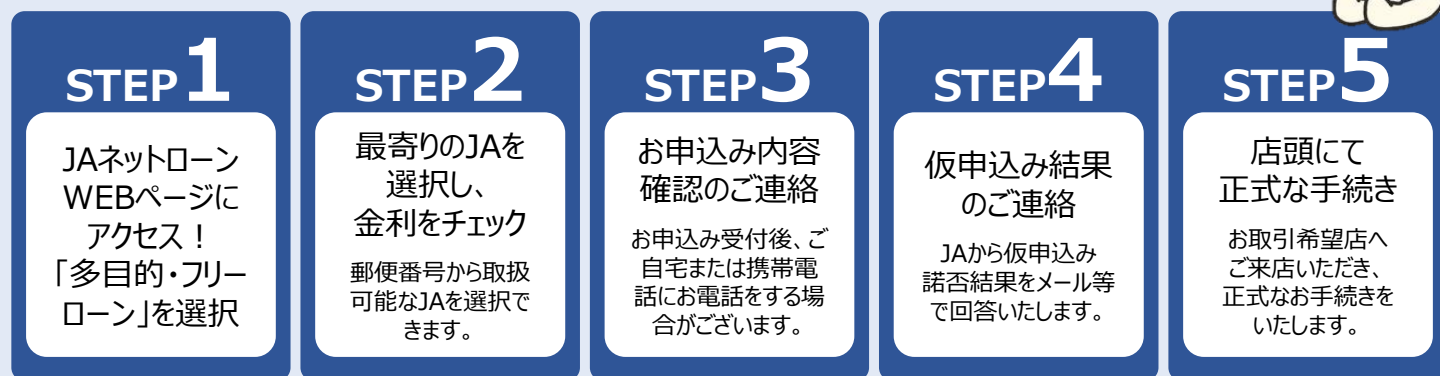 STEP1
JAネットローン
WEBページに
アクセス！
「多目的・フリー
ローン」を選択
STEP2
最寄りのJAを
選択し、
金利をチェック
郵便番号から取扱
可能なJAを選択で
きます。
STEP3
お申込み内容
確認のご連絡
お申込み受付後、ご
自宅または携帯電
話にお電話をする場
合がございます。
STEP4
仮申込み結果
のご連絡
JAから仮申込み
諾否結果をメール等
で回答いたします。
STEP5
店頭にて
正式な手続き
お取引希望店へ
ご来店いただき、
正式なお手続きを
いたします。